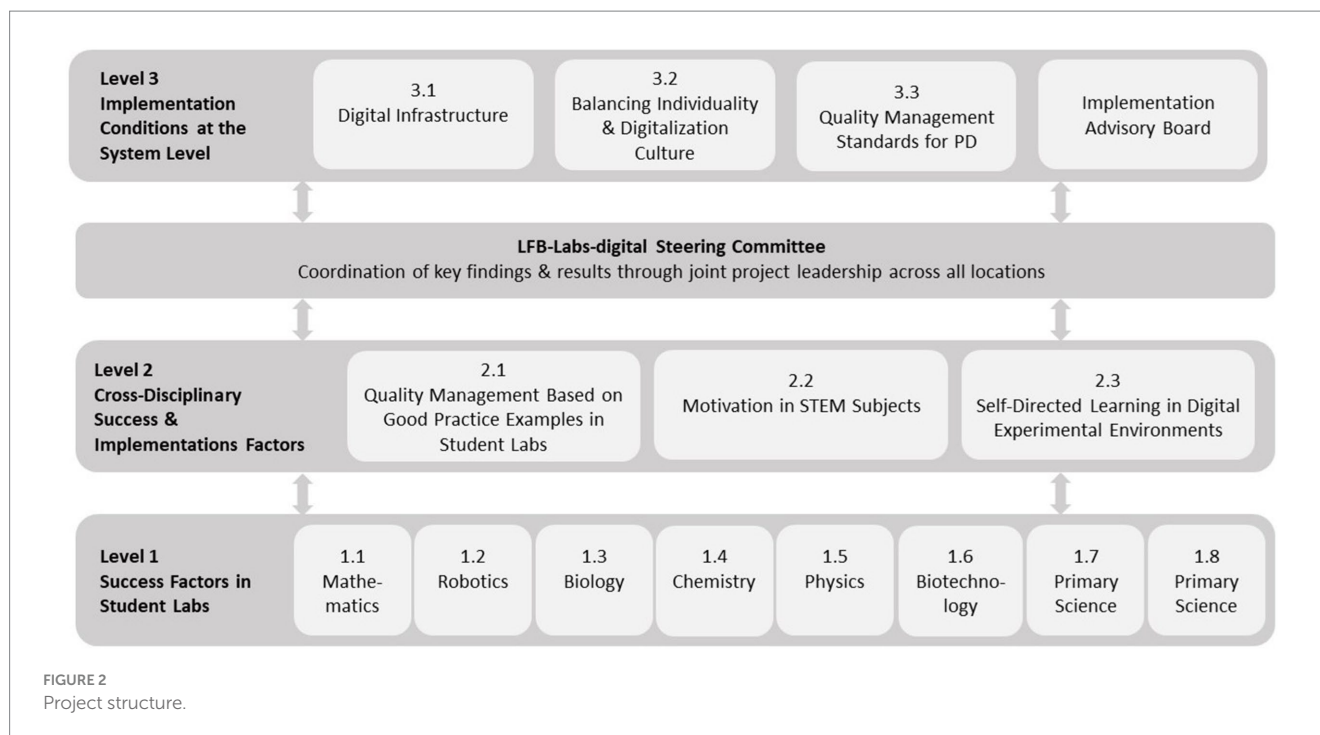 Level 3
Implementation
Conditions at the
System Level
3.1
Digital Infrastructure
3.2
Balancing Individuality
& Digitalization
Culture
3.3
Quality Management
Standards for PD
Implementation
Advisory Board
LFB-Labs-digital Steering Committee
Coordination of key findings & results through joint project leadership across all locations
Level 2
Cross-Disciplinary
Success &
Implementations Factors
2.1
Quality Management Based on
Good Practice Examples in
Student Labs
2.2
Motivation in STEM Subjects
2.3
Self-Directed Learning in Digital
Experimental Environments
Level 1
Success Factors in
Student Labs
1.1
Mathe-
matics
1.2
Robotics
1.3
Biology
1.4
Chemistry
1.5
Physics
1.6
Biotechno-
logy
1.7
Primary
Science
1.8
Primary
Science
FIGURE 2
Project structure.